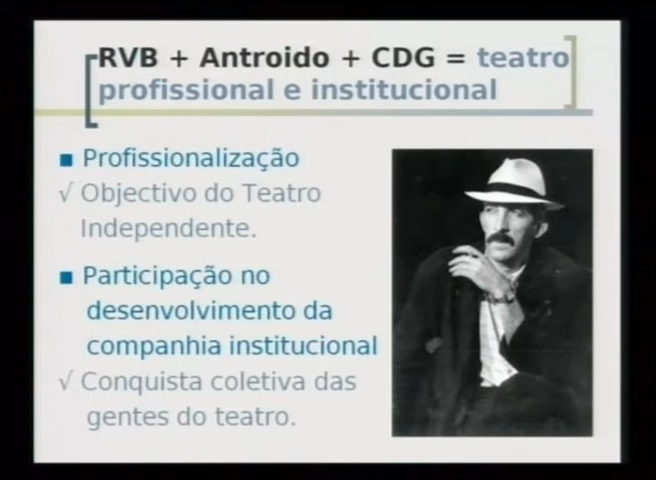 RVB + Antroido + CDG = teatro
profissional e institucional
■ Profissionalização
√ Objectivo do Teatro
Independente.
■ Participação no
desenvolvimento da
companhia institucional
√ Conquista coletiva das
gentes do teatro.